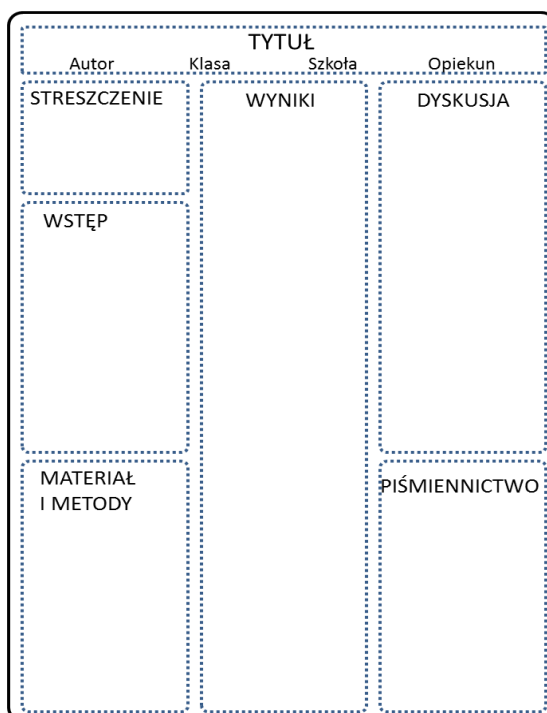 TYTUŁ
Autor Klasa Szkoła Opiekun
STRESZCZENIE
WSTĘP
MATERIAŁ
I METODY
WYNIKI
DYSKUSJA
PIŚMIENNICTWO